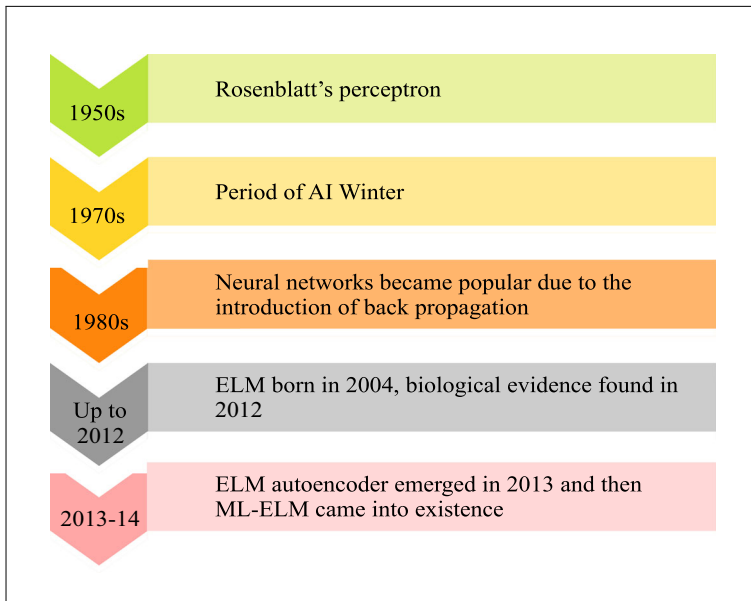 1950s
Rosenblatt’s perceptron
1970s
Period of AI Winter
1980s
Neural networks became popular due to the
introduction of back propagation
Up to
2012
ELM born in 2004, biological evidence found in
2012
2013-14
ELM autoencoder emerged in 2013 and then
ML-ELM came into existence